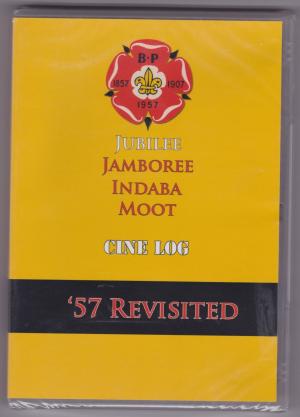 B-P
1857 1907
1957
JUBILEE
JAMBOREE
INDABA
MOOT
CINE LOG
'57 REVISITED